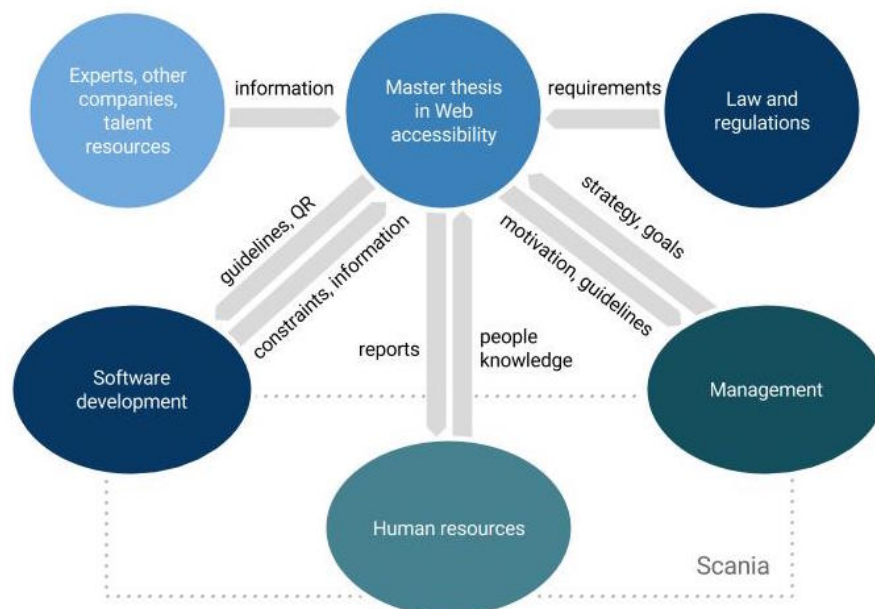 Experts, other
companies,
talent
resources
information
Master thesis
in Web
accessibility
requirements
Law and
regulations
guidelines, QR
constraints, information
strategy, goals
motivation, guidelines
reports
people
knowledge
Software
development
Management
Human resources
Scania